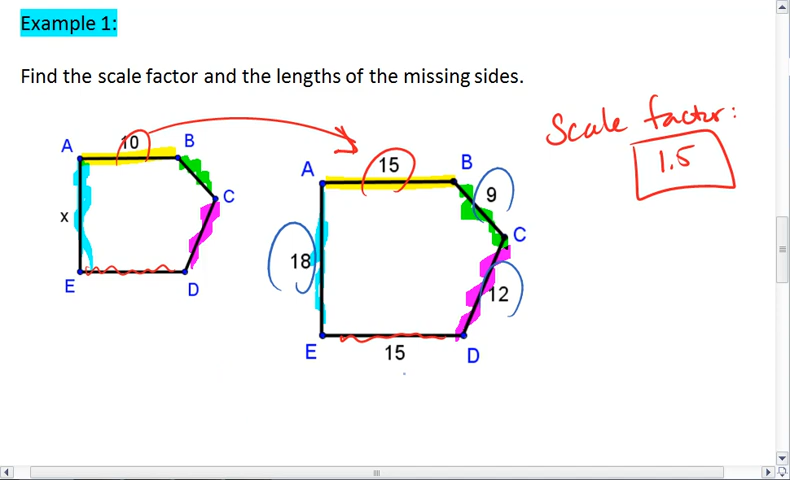 Example 1:
Find the scale factor and the lengths of the missing sides.
Scale factor:
1.5
A 10 B
C
x
E D
A 15 B
9
C
18
12
E 15 D